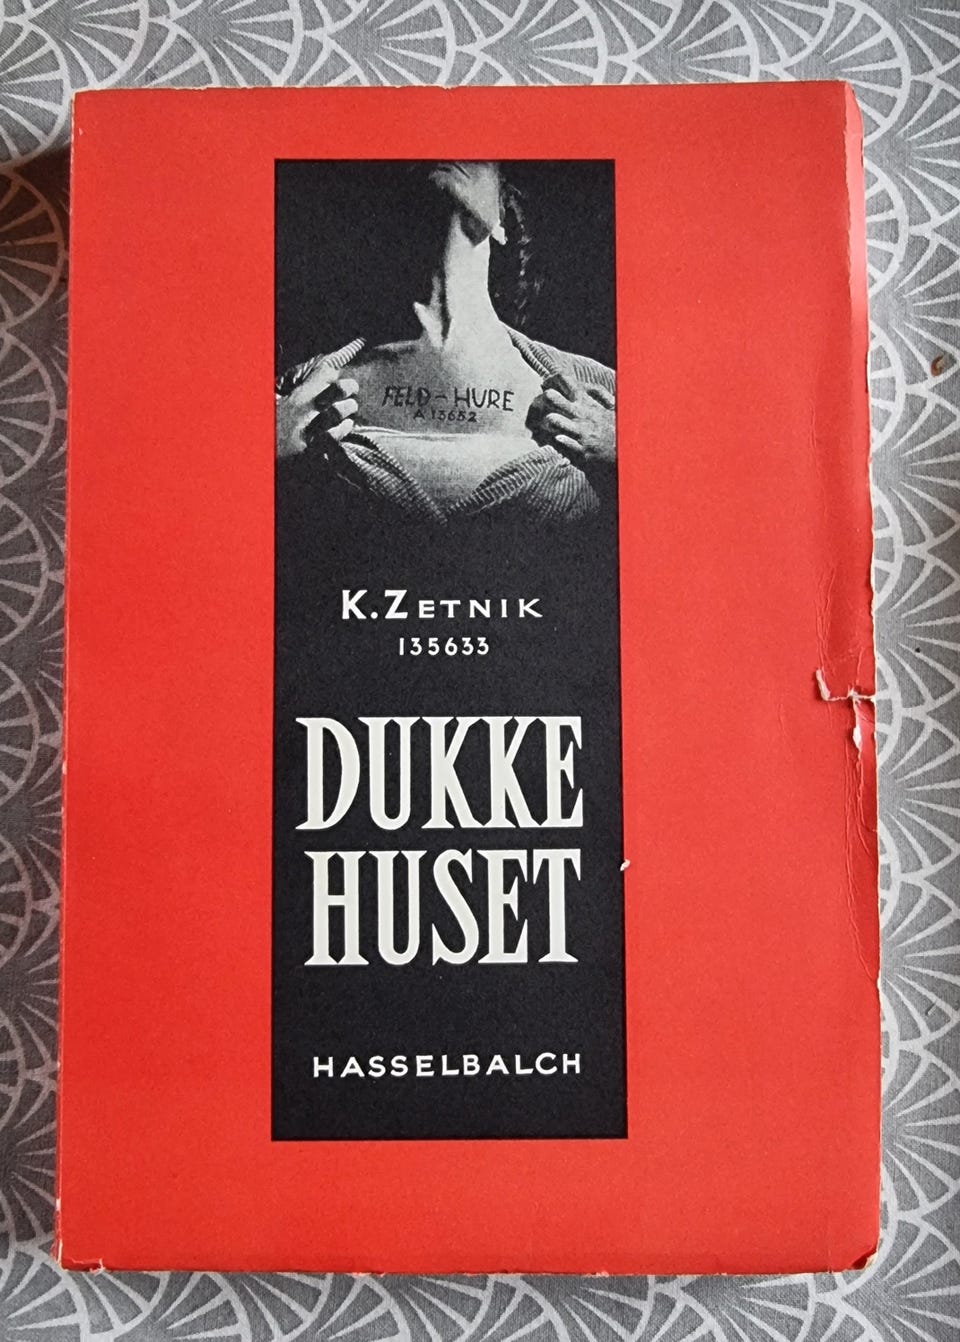 FELD-HURE
A 13652
K. ZETNIK
135633
DUKKE
HUSET
HASSELBALCH